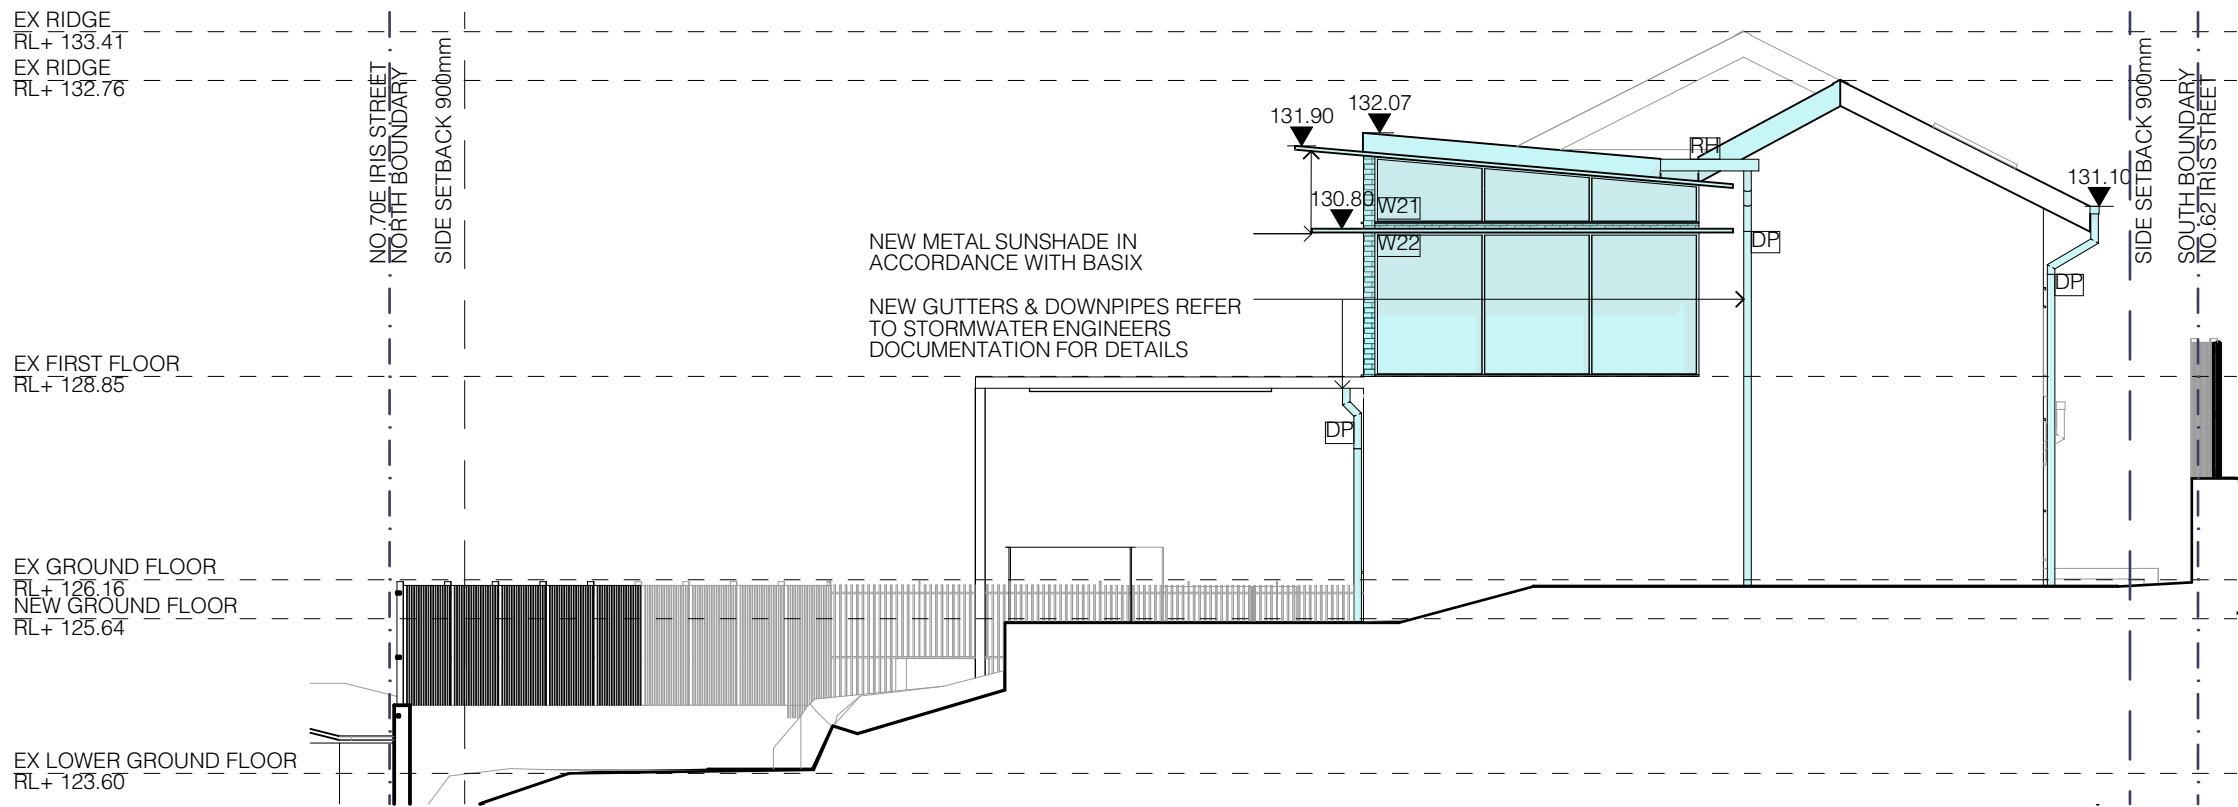 EX RIDGE
RL+ 133.41
EX RIDGE
RL+ 132.76
NO.70E IRIS STREET
NORTH BOUNDARY
SIDE SETBACK 900mm
131.90
132.07
RH
130.80
W21
W22
DP
131.10
DP
SIDE SETBACK 900mm
SOUTH BOUNDARY
NO.62 IRIS STREET
NEW METAL SUNSHADE IN
ACCORDANCE WITH BASIX
NEW GUTTERS & DOWNPIPES REFER
TO STORMWATER ENGINEERS
DOCUMENTATION FOR DETAILS
EX FIRST FLOOR
RL+ 128.85
DP
EX GROUND FLOOR
RL+ 126.16
NEW GROUND FLOOR
RL+ 125.64
EX LOWER GROUND FLOOR
RL+ 123.60